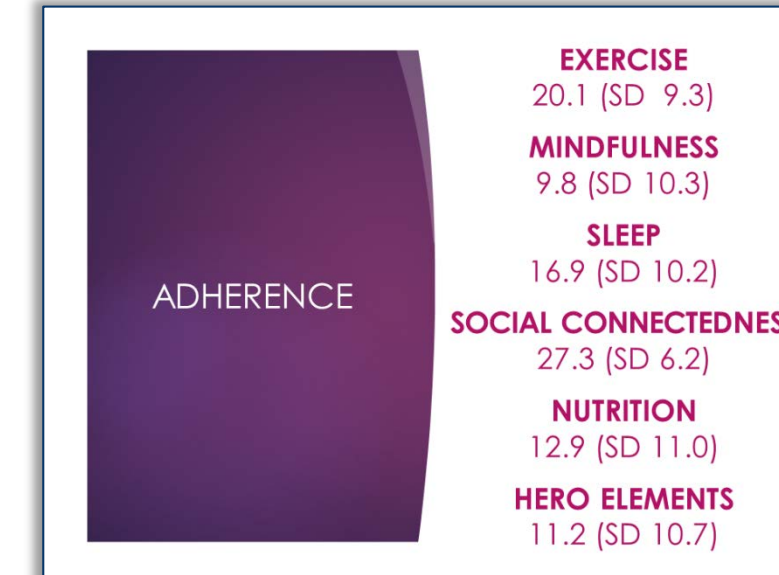 ADHERENCE
EXERCISE
20.1 (SD 9.3)
MINDFULNESS
9.8 (SD 10.3)
SLEEP
16.9 (SD 10.2)
SOCIAL CONNECTEDNES
27.3 (SD 6.2)
NUTRITION
12.9 (SD 11.0)
HERO ELEMENTS
11.2 (SD 10.7)